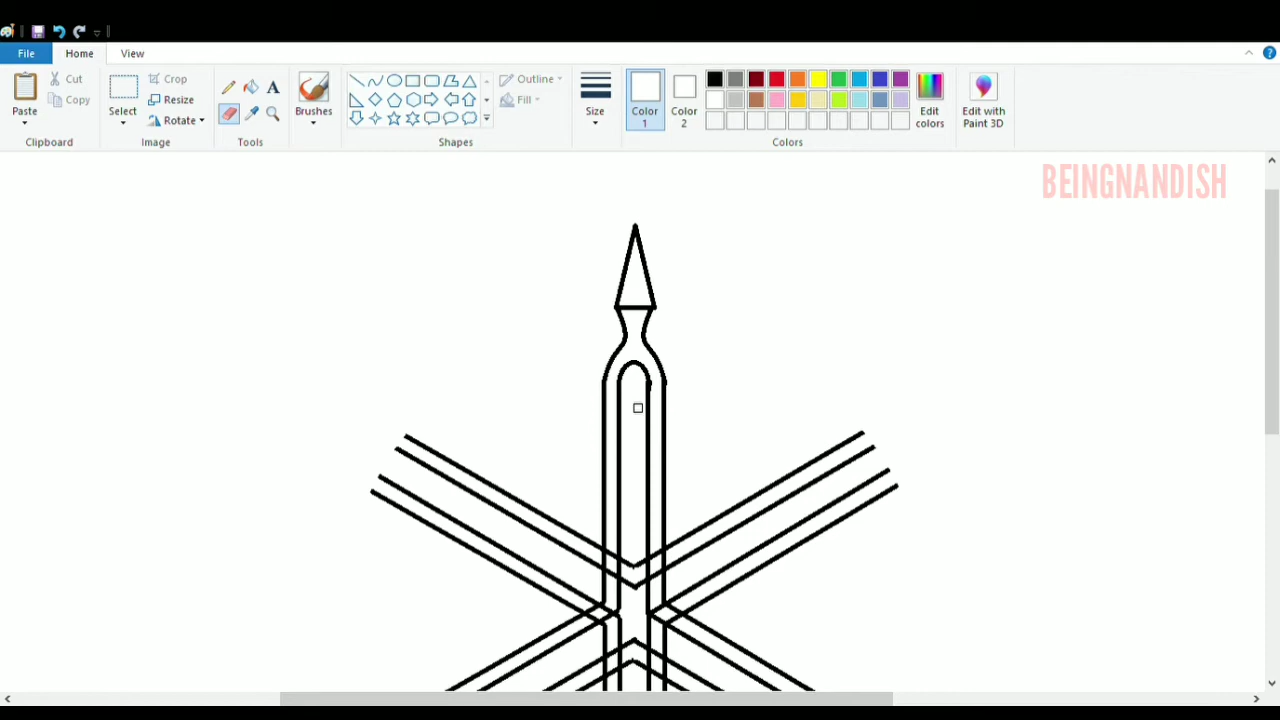 File Home View
Paste Cut Copy Clipboard
Select Crop Resize Rotate Image
Tools
Brushes
Outline Fill Shapes
Size
Color 1 Color 2 Edit colors Colors
Edit with Paint 3D
BEINGNANDISH